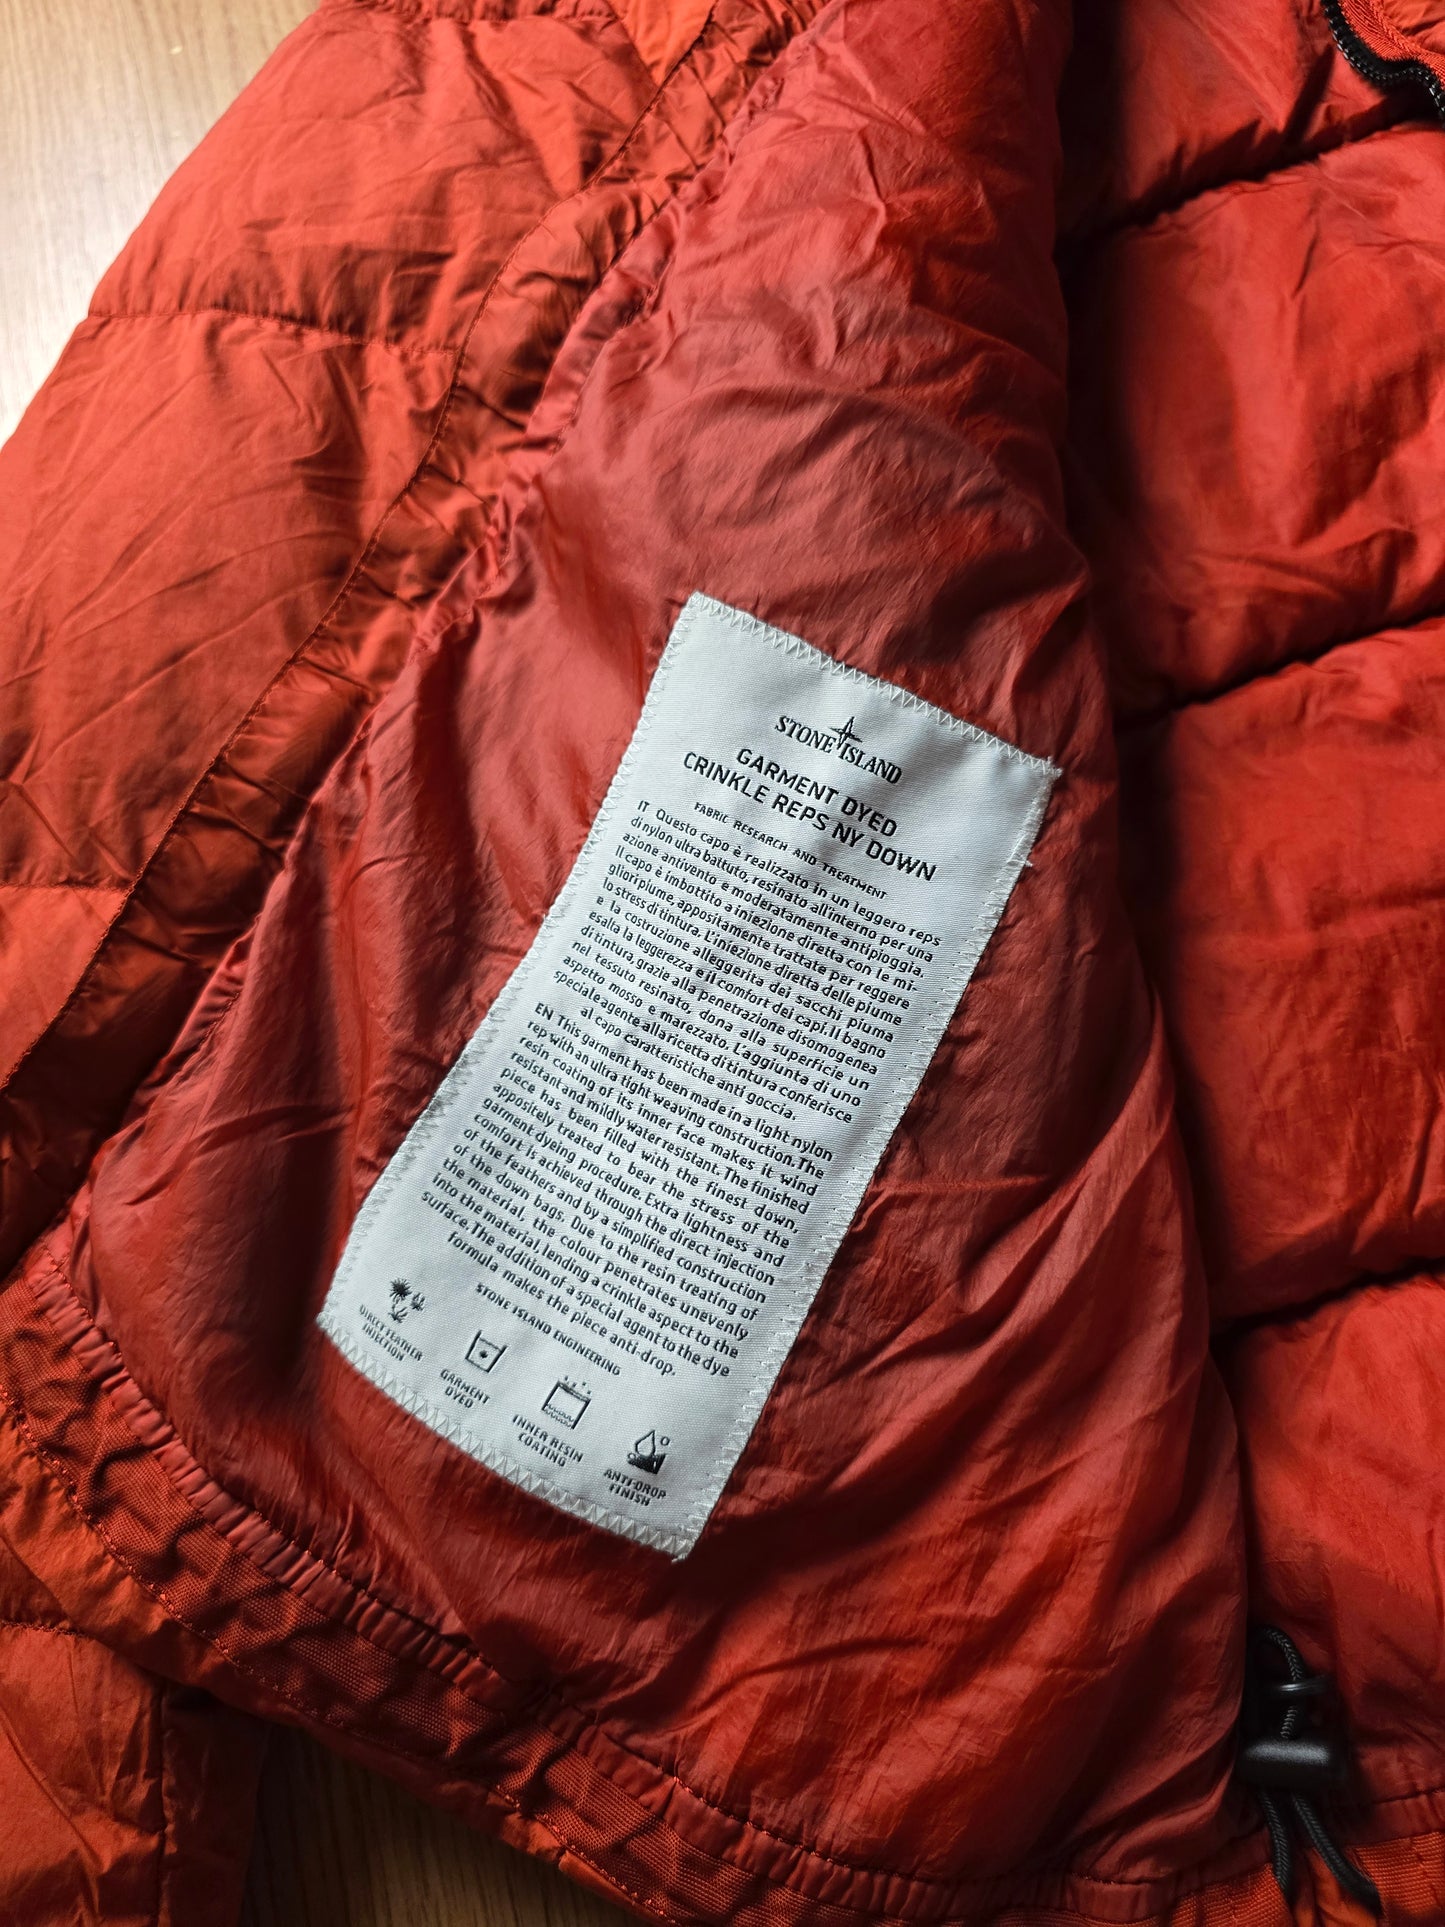 STONE ISLAND
GARMENT DYED
CRINKLE REPS NY DOWN
FABRIC RESEARCH AND TREATMENT
IT Questo capo è realizzato in un leggero reps
di nylon ultra battuto, resinato all'interno per una
azione antivento e moderatamente antipioggia.
Il capo è imbottito a iniezione diretta con le mi-
gliori piume, appositamente trattate per reggere
lo stress di tintura. L'iniezione diretta delle piume
e la costruzione alleggerita dei sacchi piuma
esalta la leggerezza e il comfort dei capi. Il bagno
di tintura, grazie alla penetrazione disomogenea
nel tessuto resinato, dona alla superficie un
aspetto mosso e marezzato. L'aggiunta di uno
speciale agente alla ricetta di tintura conferisce
al capo caratteristiche anti goccia.
EN This garment has been made in a light nylon
rep with an ultra tight weaving construction. The
resin coating of its inner face makes it wind
resistant and mildly water resistant. The finished
piece has been filled with the finest down,
appositely treated to bear the stress of the
garment dyeing procedure. Extra lightness and
comfort is achieved through the direct injection
of the feathers and by a simplified construction
of the down bags. Due to the resin treating of
the material, the colour penetrates unevenly
into the material, lending a crinkle aspect to the
surface. The addition of a special agent to the dye
formula makes the piece anti-drop.
STONE ISLAND ENGINEERING
DIRECT FEATHER
INJECTION
GARMENT
DYED
INNER RESIN
COATING
ANTI-DROP
FINISH